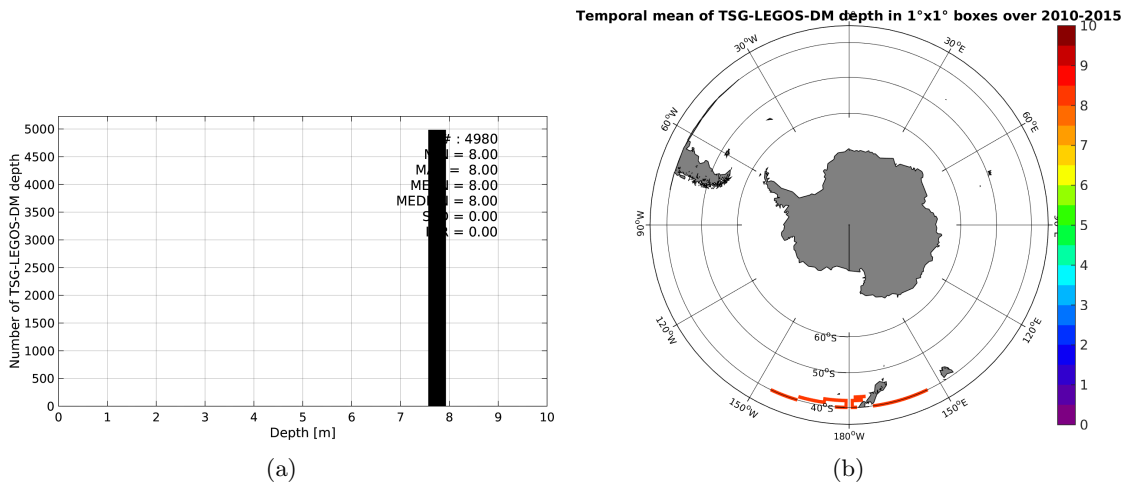 Temporal mean of TSG-LEGOS-DM depth in 1°x1° boxes over 2010-2015
5000
4500
4000
3500
3000
2500
2000
1500
1000
500
0
Number of TSG-LEGOS-DM depth
# : 4980
= 8.00
= 8.00
= 8.00
= 8.00
= 0.00
= 0.00
0 1 2 3 4 5 6 7 8 9 10
Depth [m]
(a)
0°
30°W
30°E
60°W
60°E
90°W
120°W
120°E
150°W
150°E
180°W
60°S
50°S
40°S
10
9
8
7
6
5
4
3
2
1
0
(b)